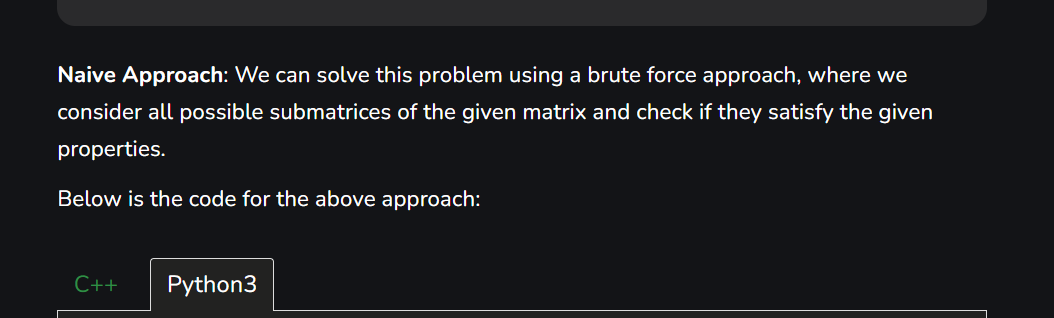 Naive Approach: We can solve this problem using a brute force approach, where we
consider all possible submatrices of the given matrix and check if they satisfy the given
properties.
Below is the code for the above approach:
C++ Python3